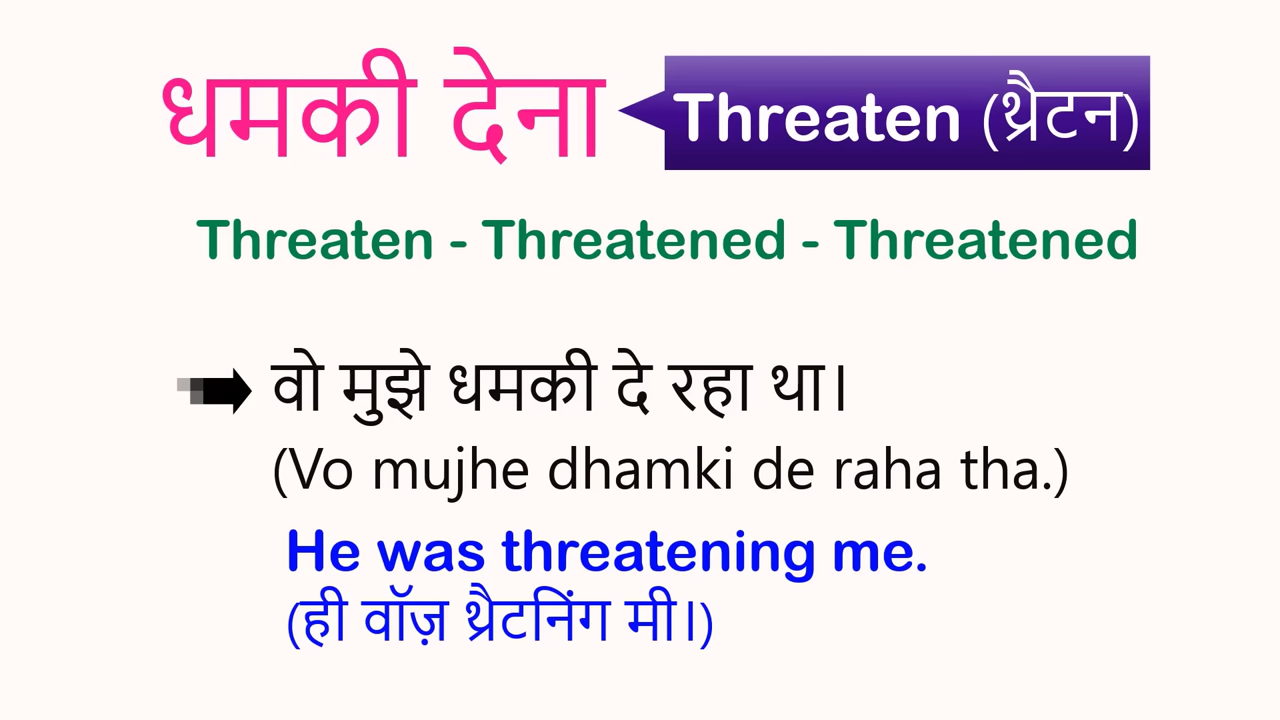 धमकी देना Threaten (थ्रैटन)
Threaten - Threatened - Threatened
वो मुझे धमकी दे रहा था।
(Vo mujhe dhamki de raha tha.)
He was threatening me.
(ही वॉज़ थ्रैटनिंग मी।)